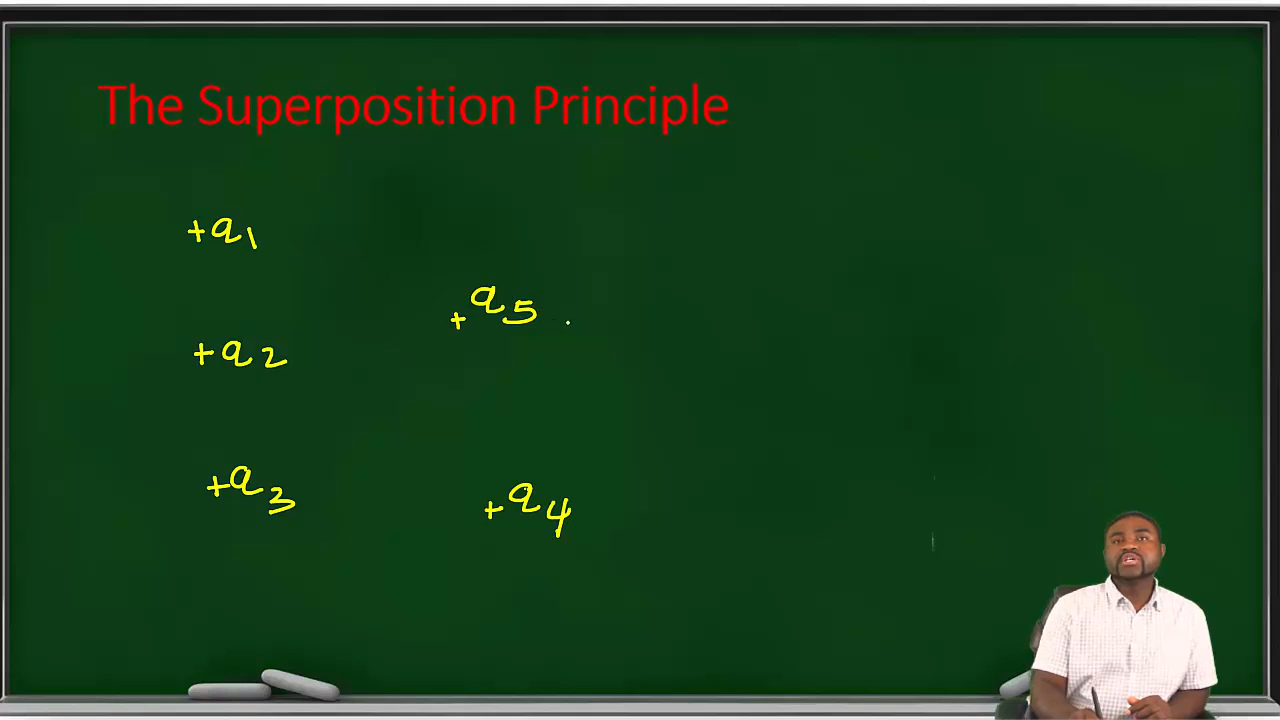 The Superposition Principle
+q1
+q5
+q2
+q3
+q4